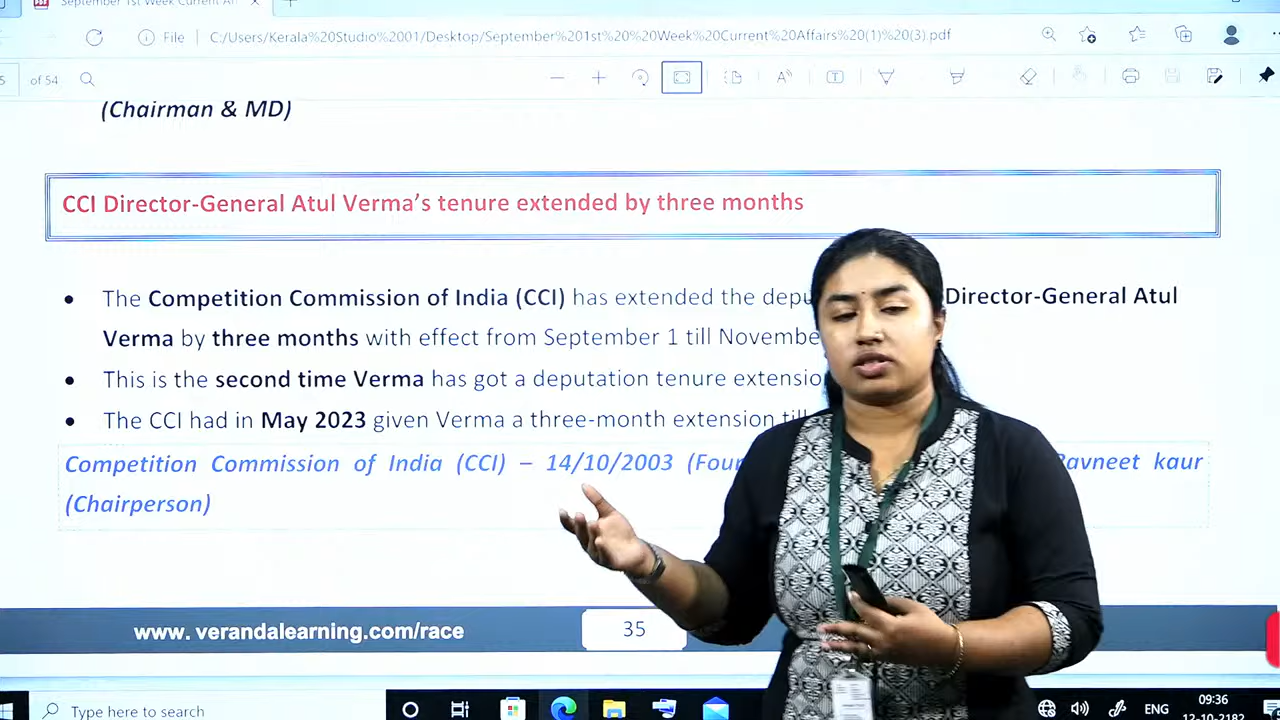 September 1st Week Current Af
File C:/Users/Kerala%20Studio%2001/Desktop/September%201st%20%20Week%20Current%20Affairs%20(1)%20(3).pdf
5 of 54
(Chairman & MD)
CCI Director-General Atul Verma's tenure extended by three months
• The Competition Commission of India (CCI) has extended the Director-General Atul
Verma by three months with effect from September 1 till
• This is the second time Verma has got a deputation tenure
• The CCI had in May 2023 given Verma a three-month extension
Competition Commission of India (CCI) – 14/10/2003 Ravneet kaur
(Chairperson)
www. verandalearning.com/race 35
Type here to search ENG 09:36
12-10-2182